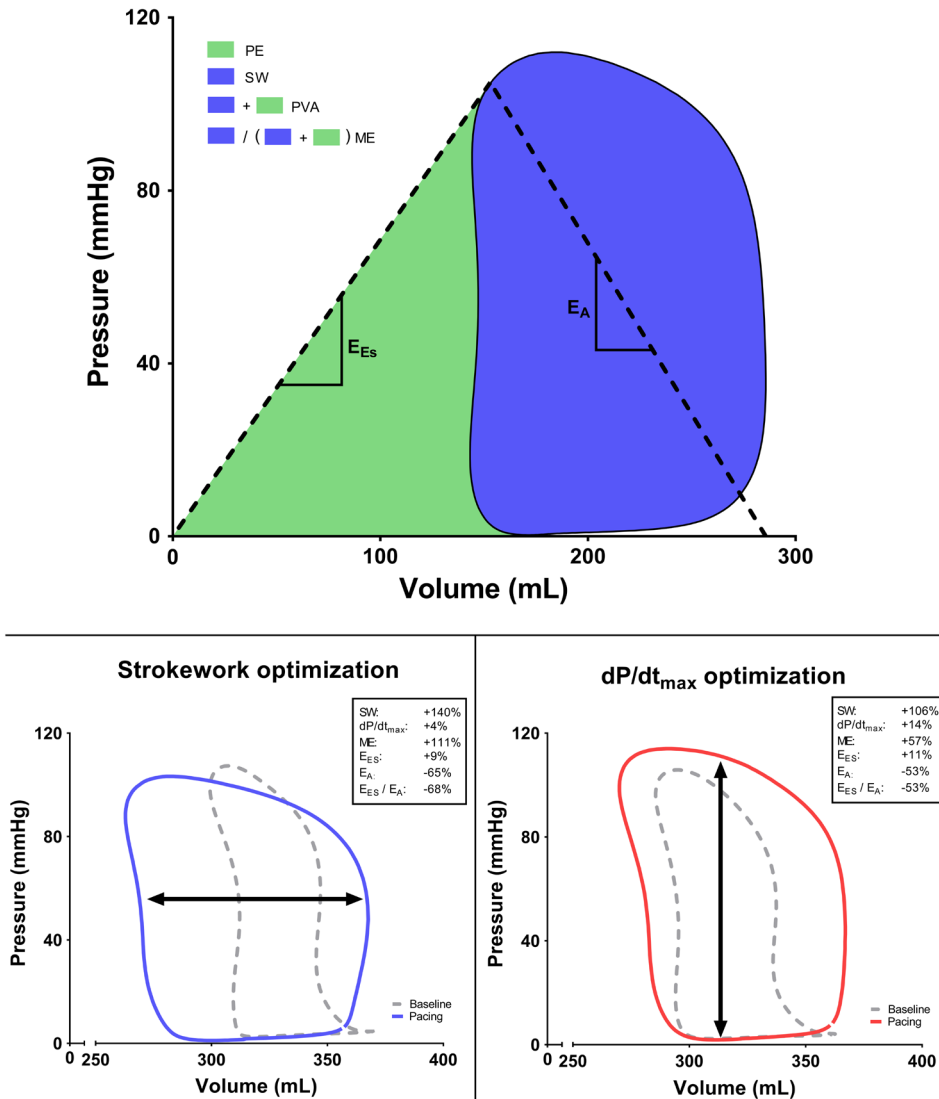 120
80
40
0
Pressure (mmHg)
PE
SW
+ PVA
/ ( + ) ME
E_Es
E_A
0 100 200 300
Volume (mL)
Strokework optimization
SW: +140%
dP/dt_max: +4%
ME: +111%
E_ES: +9%
E_A: -65%
E_ES / E_A: -68%
120
80
40
0
Pressure (mmHg)
Baseline
Pacing
0 250 300 350 400
Volume (mL)
dP/dt_max optimization
SW: +106%
dP/dt_max: +14%
ME: +57%
E_ES: +11%
E_A: -53%
E_ES / E_A: -53%
120
80
40
0
Pressure (mmHg)
Baseline
Pacing
0 250 300 350 400
Volume (mL)